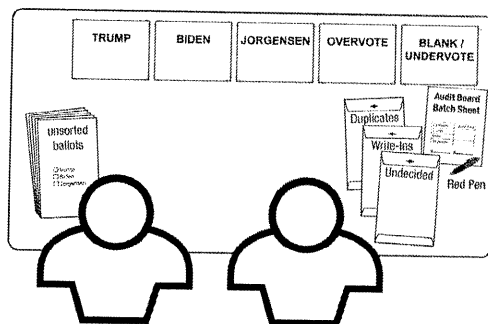 TRUMP
BIDEN
JORGENSEN
OVERVOTE
BLANK /
UNDERVOTE
unsorted
ballots
Biden
Jorgensen
Duplicates
Write-Ins
Undecided
Audit Board
Batch Sheet
Red Pen